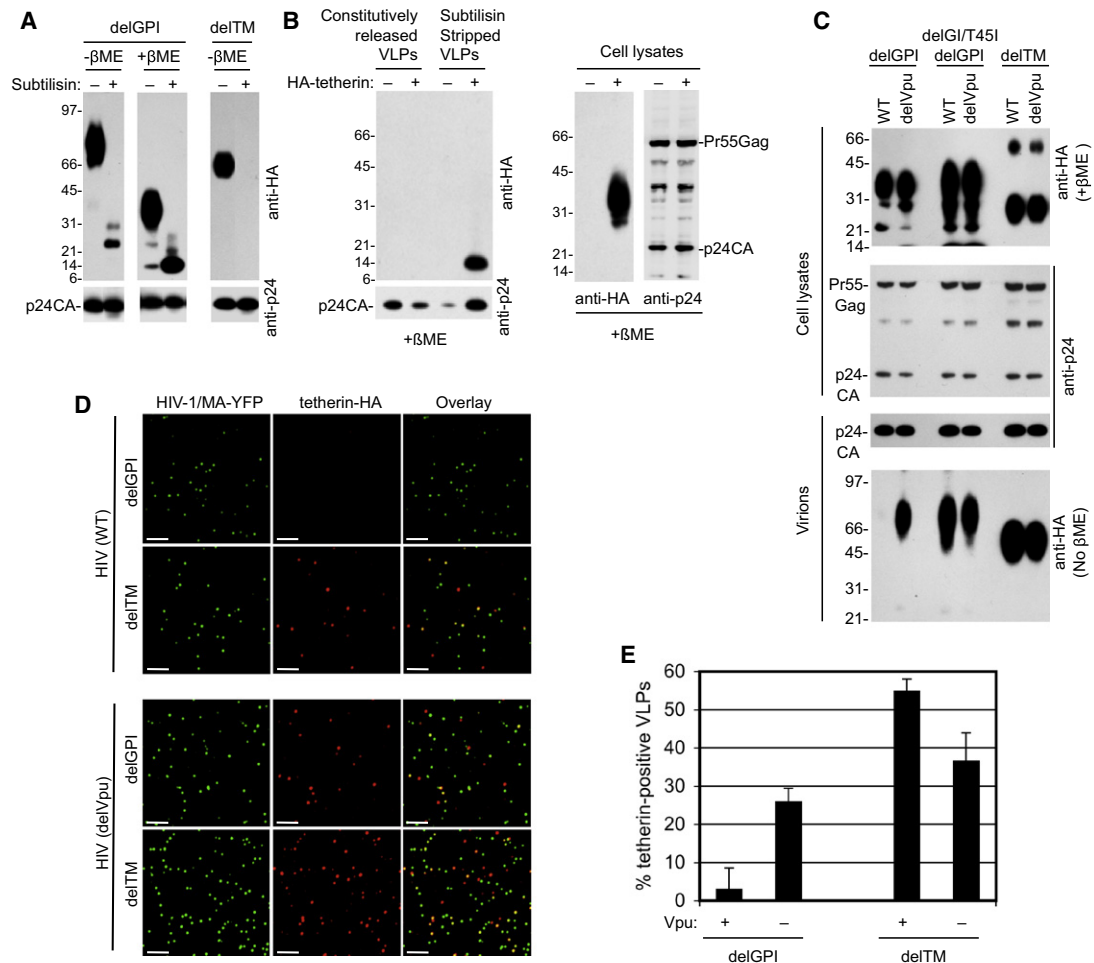 A
delGPI
delTM
-βME
+βME
-βME
Subtilisin:
– + – + – +
97-
66-
45-
31-
21-
14-
6-
anti-HA
p24CA-
anti-p24
B
Constitutively released VLPs
Subtilisin Stripped VLPs
HA-tetherin:
– + – +
66-
45-
31-
21-
14-
6-
anti-HA
p24CA-
anti-p24
+ßME
Cell lysates
– + – +
66-
45-
31-
21-
14-
-Pr55Gag
-p24CA
anti-HA
anti-p24
+ßME
C
delGI/T45I
delGPI
delGPI
delTM
WT
delVpu
WT
delVpu
WT
delVpu
66-
45-
31-
21-
14-
anti-HA
(+βME )
Cell lysates
Pr55-
Gag
p24-
CA
anti-p24
Virions
p24-
CA
97-
66-
45-
31-
21-
anti-HA
(No βME)
D
HIV-1/MA-YFP
tetherin-HA
Overlay
HIV (WT)
delGPI
delTM
HIV (delVpu)
delGPI
delTM
E
% tetherin-positive VLPs
60
50
40
30
20
10
0
Vpu: + – + –
delGPI
delTM